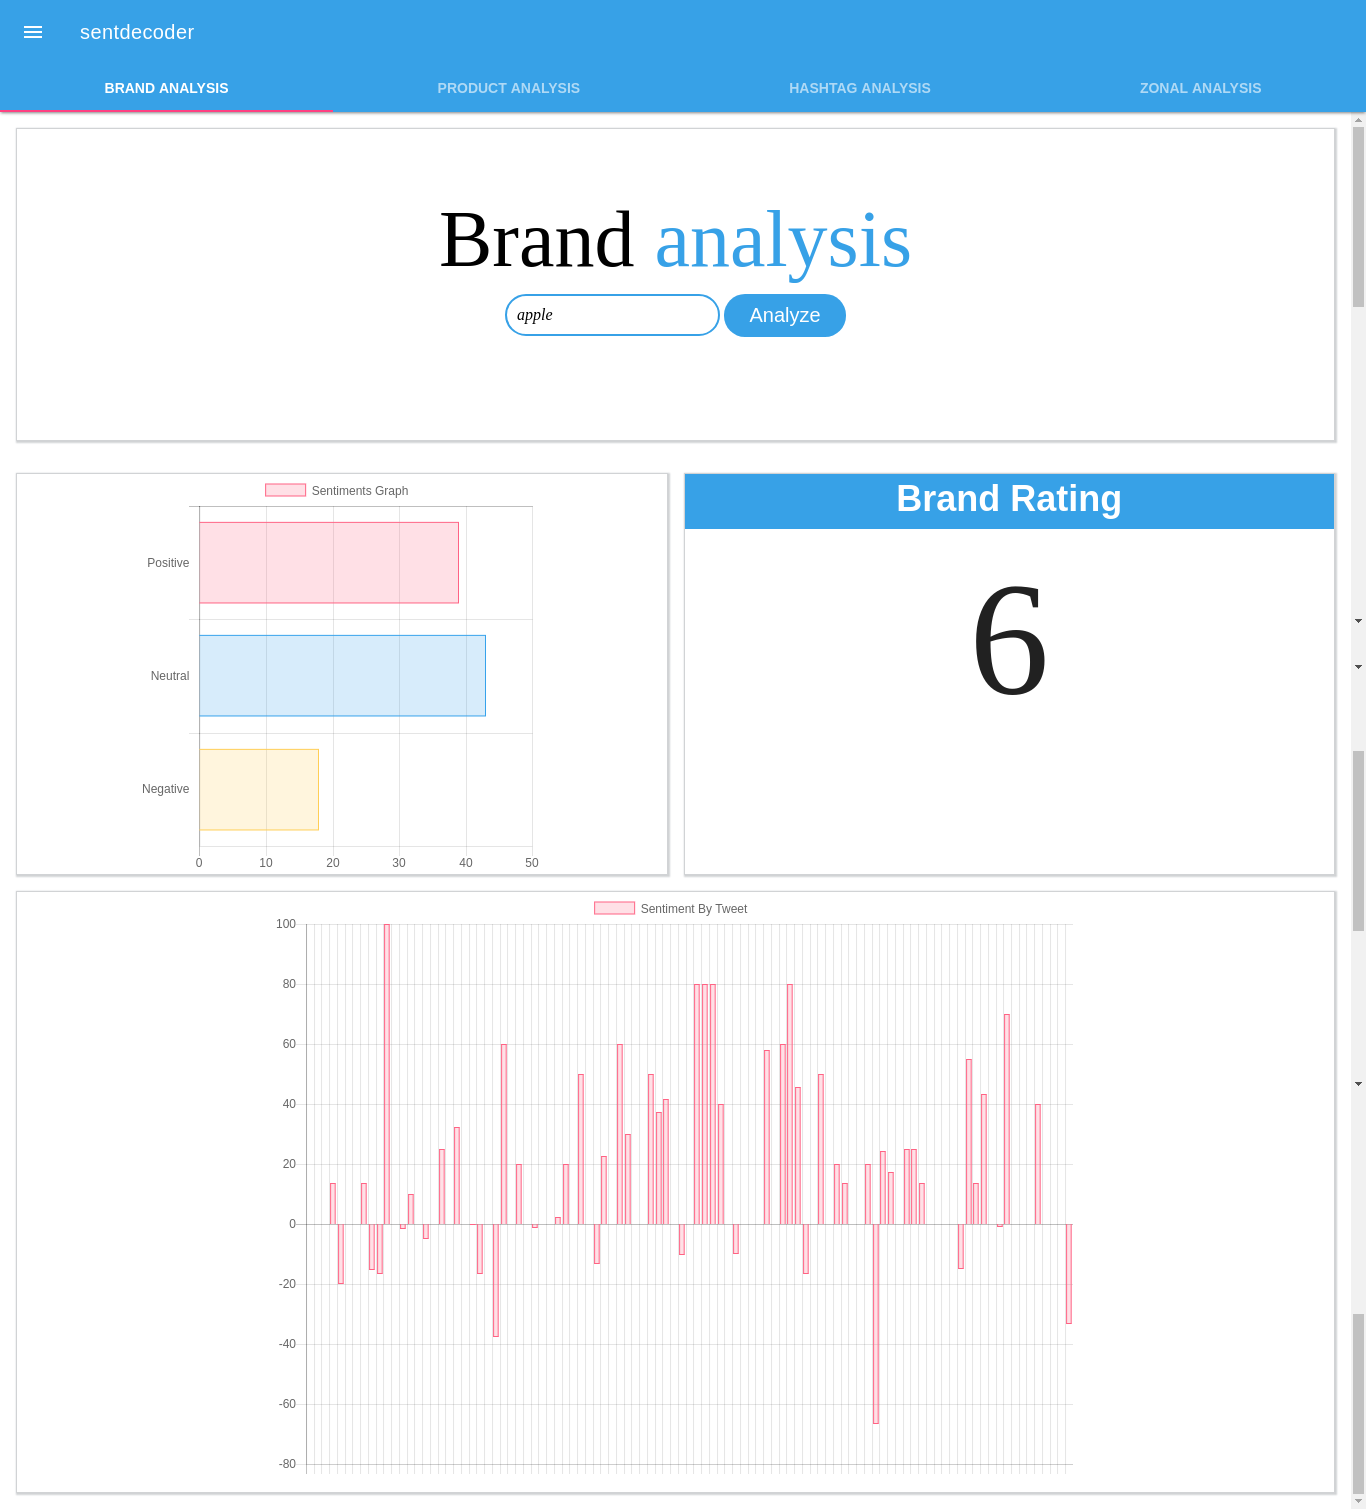 sentdecoder
BRAND ANALYSIS PRODUCT ANALYSIS HASHTAG ANALYSIS ZONAL ANALYSIS
Brand analysis
apple Analyze
Sentiments Graph
Positive
Neutral
Negative
0 10 20 30 40 50
Brand Rating
6
Sentiment By Tweet
100
80
60
40
20
0
-20
-40
-60
-80